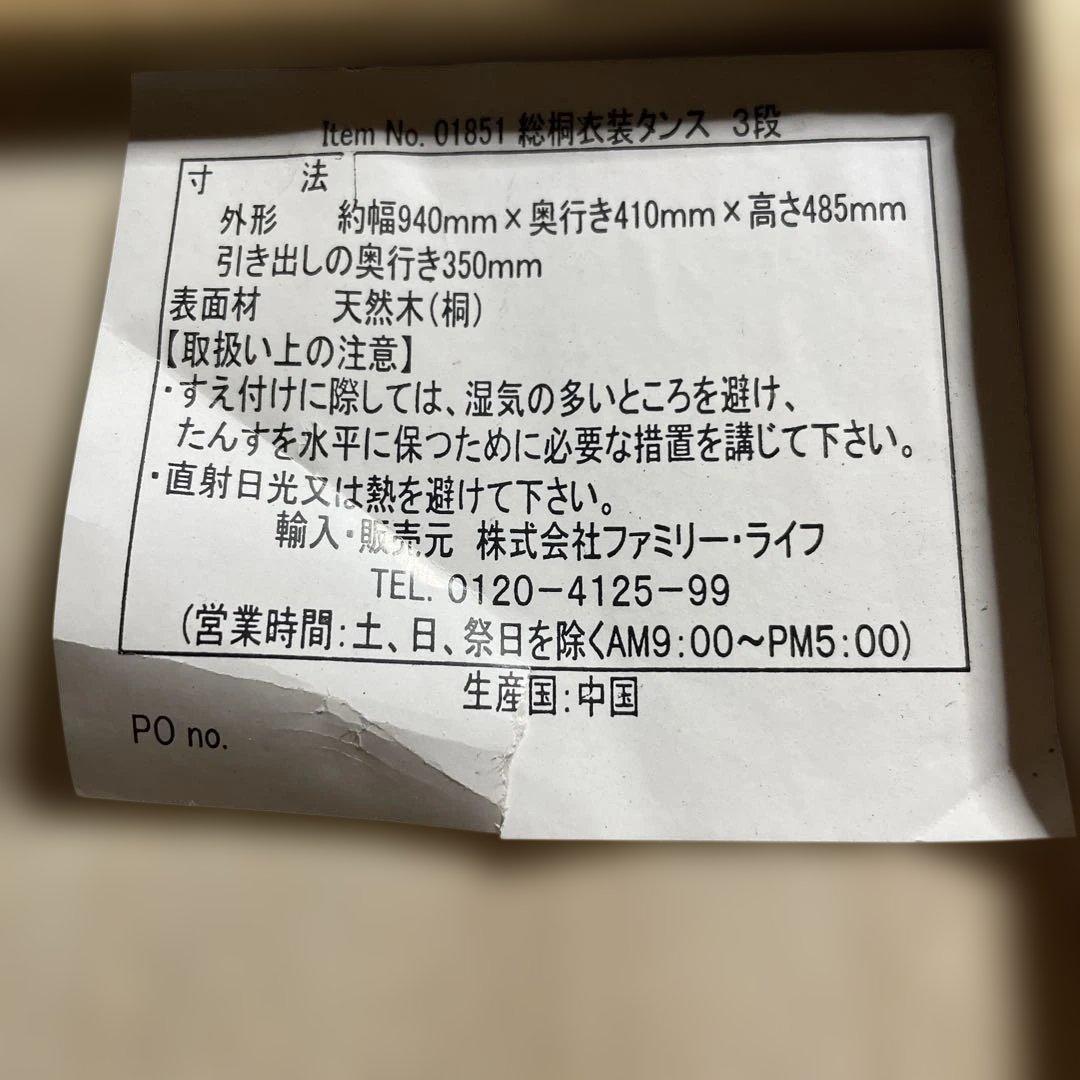 Item No. 01851 総桐衣装タンス 3段
寸 法
外形 約幅940mm×奥行き410mm×高さ485mm
引き出しの奥行き350mm
表面材 天然木(桐)
【取扱い上の注意】
・すえ付けに際しては、湿気の多いところを避け、
たんすを水平に保つために必要な措置を講じて下さい。
・直射日光又は熱を避けて下さい。
輸入・販売元 株式会社ファミリー・ライフ
TEL. 0120-4125-99
(営業時間:土、日、祭日を除くAM9:00~PM5:00)
生産国:中国
PO no.